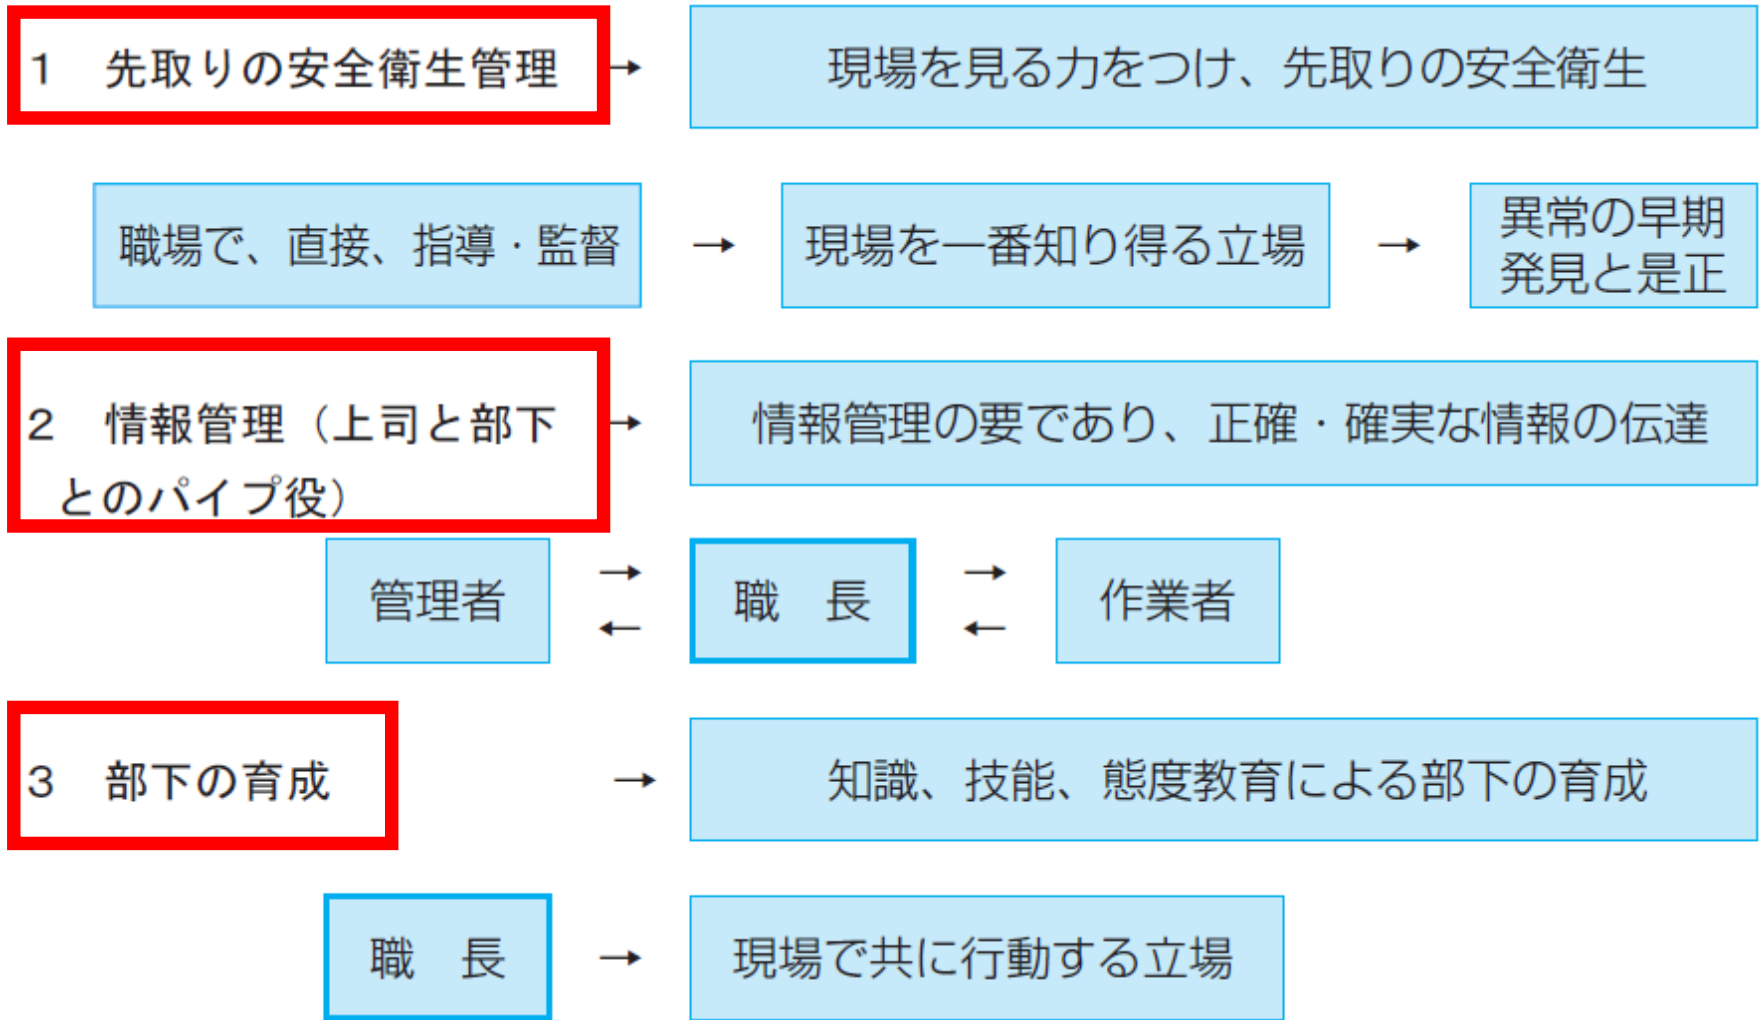 1　先取りの安全衛生管理 → 現場を見る力をつけ、先取りの安全衛生
職場で、直接、指導・監督 → 現場を一番知り得る立場 → 異常の早期
発見と是正
2　情報管理（上司と部下 → 情報管理の要であり、正確・確実な情報の伝達
とのパイプ役）
管理者 → ← 職　長 → ← 作業者
3　部下の育成 → 知識、技能、態度教育による部下の育成
職　長 → 現場で共に行動する立場